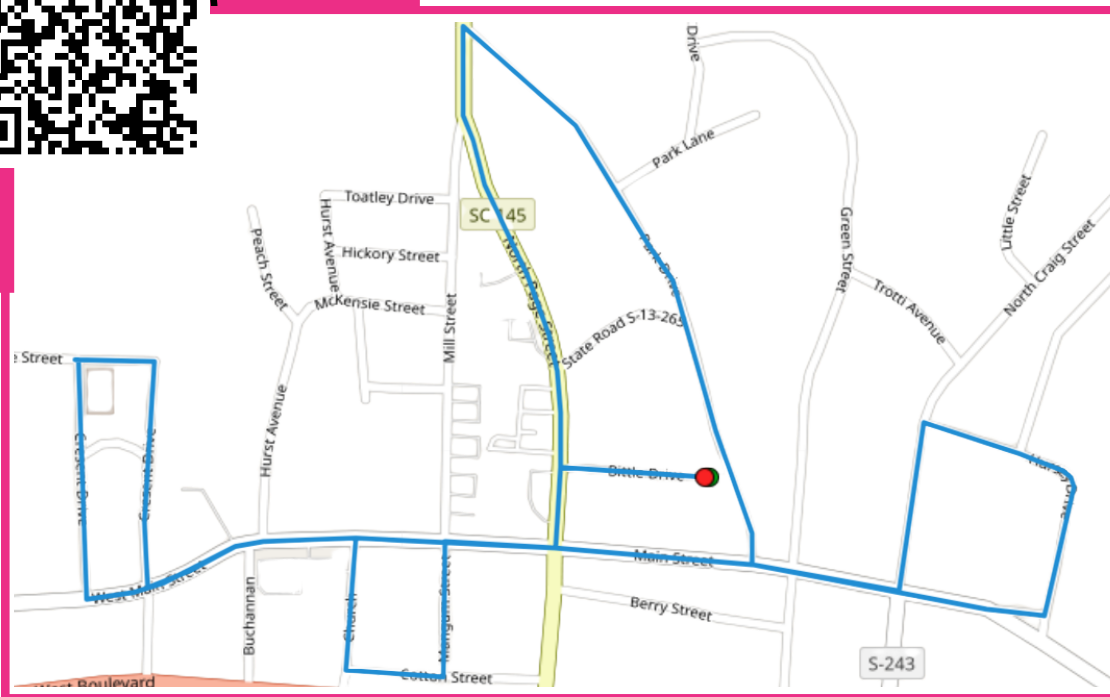 Drive
Park Lane
Toatley Drive
SC 145
Hurst Avenue
Little Street
Green Street
Peach Street
Hickory Street
North Page Street
Park Drive
North Craig Street
McKensie Street
Mill Street
Trotti Avenue
State Road S-13-265
e Street
Hurst Avenue
Crescent Drive
Crescent Drive
Bittle Drive
Drive
Main Street
West Main Street
Buchannan
Church
Mangum Street
Berry Street
S-243
Cotton Street
West Boulevard